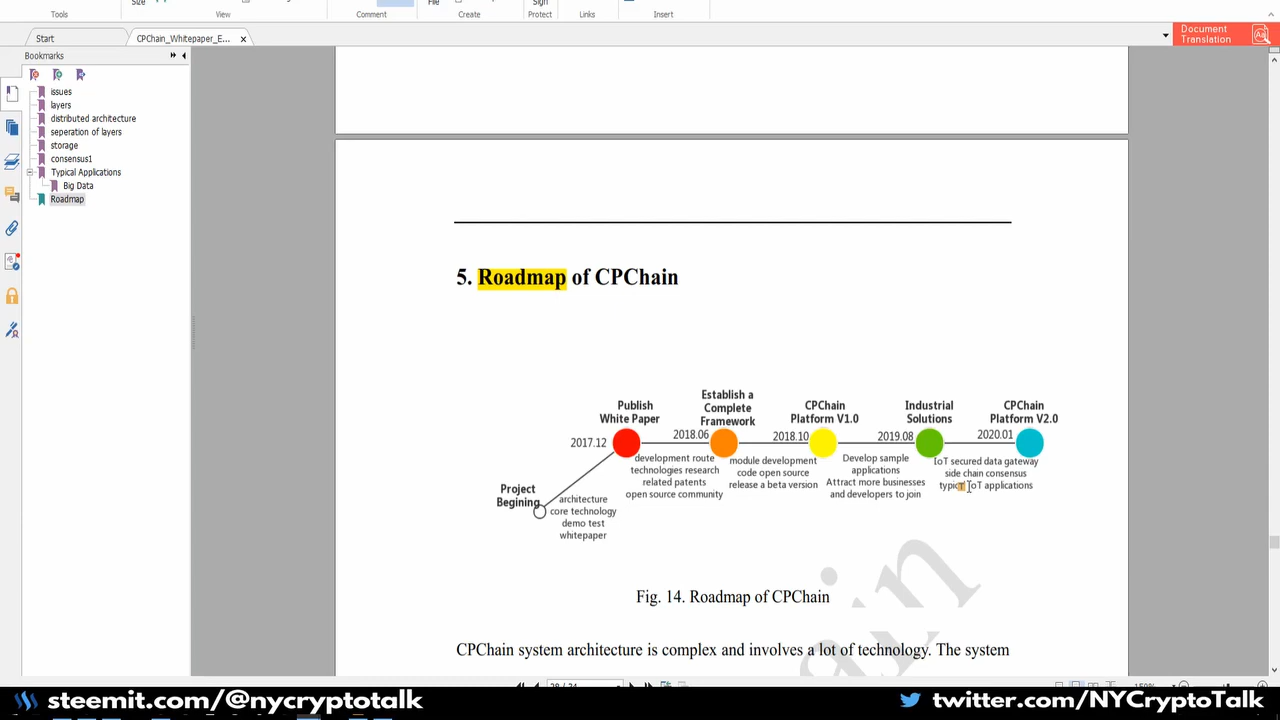 Size
File
Sign
Tools
View
Comment
Create
Protect
Links
Insert
Start
CPChain_Whitepaper_E...
Document
Translation
Bookmarks
issues
layers
distributed architecture
seperation of layers
storage
consensus1
Typical Applications
Big Data
Roadmap
5. Roadmap of CPChain
Publish
White Paper
Establish a
Complete
Framework
CPChain
Platform V1.0
Industrial
Solutions
CPChain
Platform V2.0
2017.12
2018.06
2018.10
2019.08
2020.01
Project
Begining
architecture
core technology
demo test
whitepaper
development route
technologies research
related patents
open source community
module development
code open source
release a beta version
Develop sample
applications
Attract more businesses
and developers to join
IoT secured data gateway
side chain consensus
typical IoT applications
Fig. 14. Roadmap of CPChain
CPChain system architecture is complex and involves a lot of technology. The system
steemit.com/@nycryptotalk
twitter.com/NYCryptoTalk